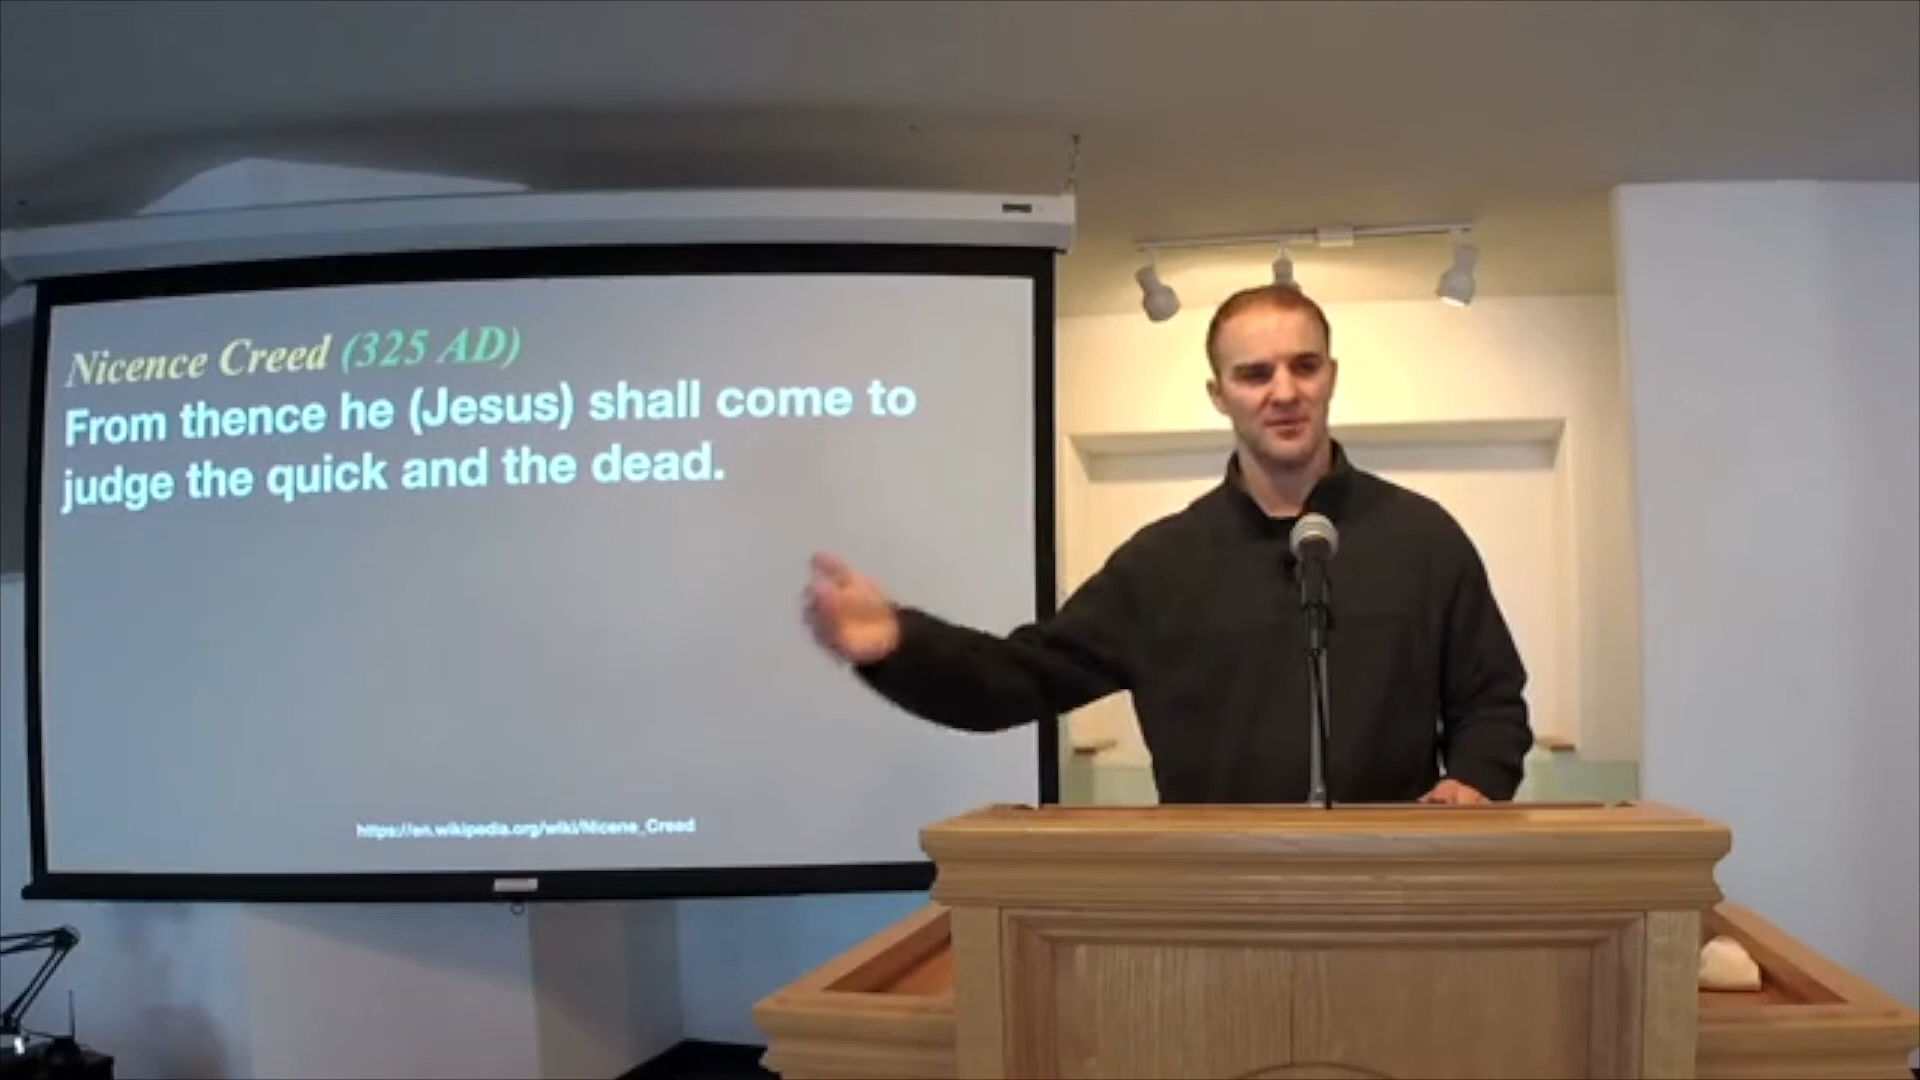 Nicence Creed (325 AD)
From thence he (Jesus) shall come to
judge the quick and the dead.
https://en.wikipedia.org/wiki/Nicene_Creed